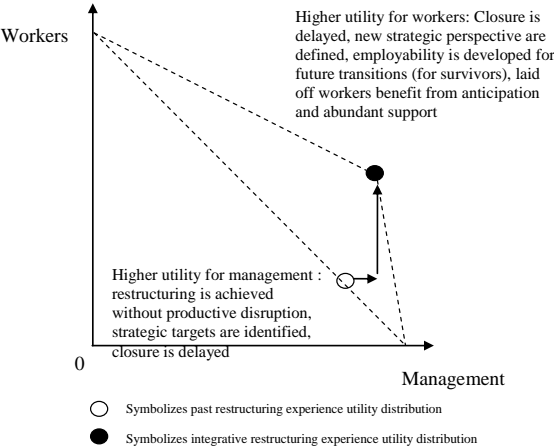 Higher utility for workers: Closure is
delayed, new strategic perspective are
defined, employability is developed for
future transitions (for survivors), laid
off workers benefit from anticipation
and abundant support
Workers
Higher utility for management :
restructuring is achieved
without productive disruption,
strategic targets are identified,
closure is delayed
0
Management
Symbolizes past restructuring experience utility distribution
Symbolizes integrative restructuring experience utility distribution